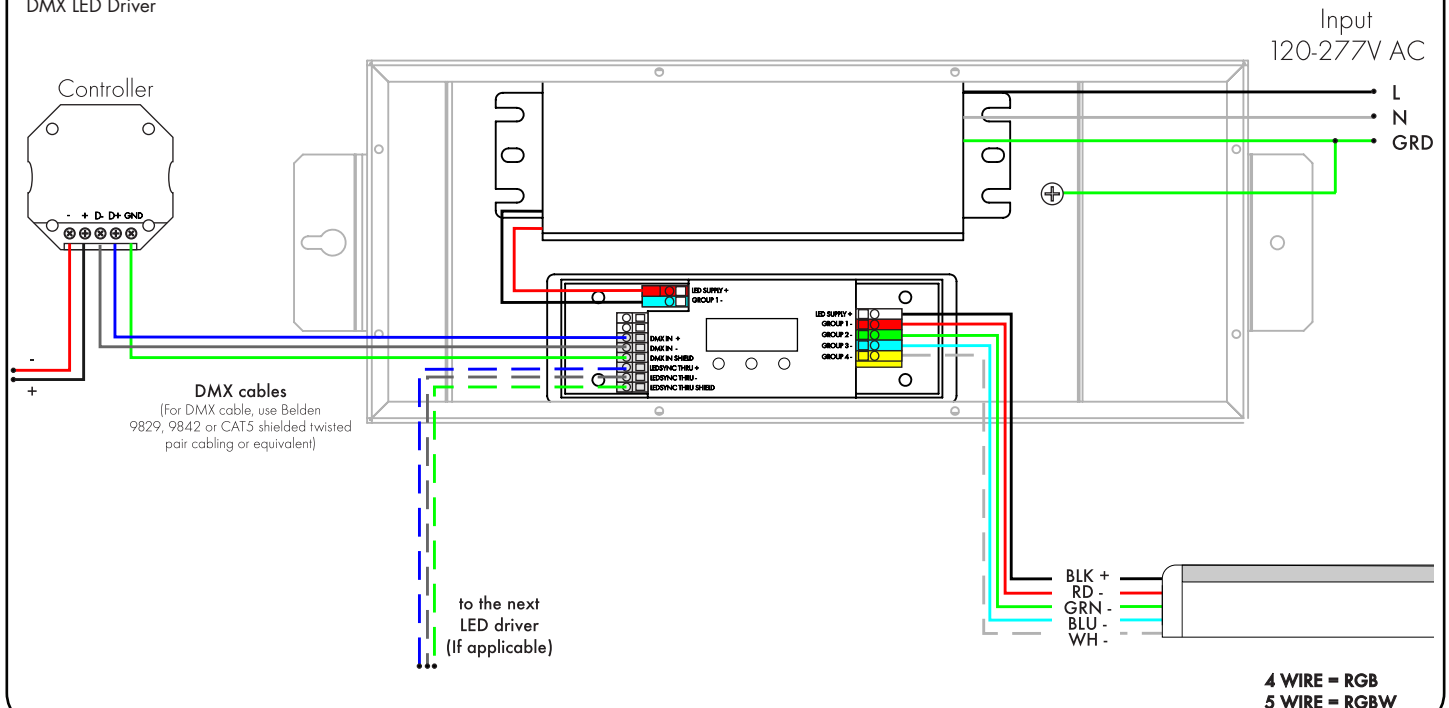 DMX LED Driver
Input
120-277V AC
L
N
GRD
Controller
- + D- D+ GND
-
+
DMX cables
(For DMX cable, use Belden
9829, 9842 or CAT5 shielded twisted
pair cabling or equivalent)
LED SUPPLY +
GROUP 1 -
DMX IN +
DMX IN -
DMX IN SHIELD
LEDSYNC THRU +
LEDSYNC THRU -
LEDSYNC THRU SHIELD
LED SUPPLY +
GROUP 1 -
GROUP 2 -
GROUP 3 -
GROUP 4 -
to the next
LED driver
(If applicable)
BLK +
RD -
GRN -
BLU -
WH -
4 WIRE = RGB
5 WIRE = RGBW